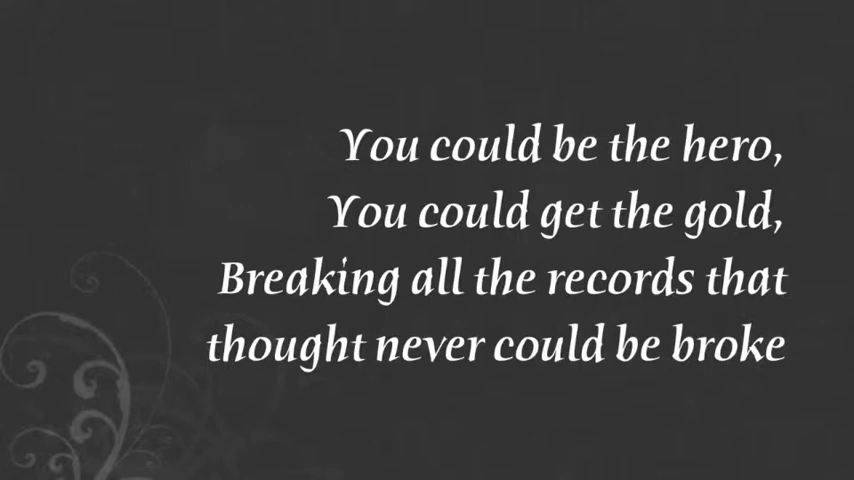 You could be the hero,
You could get the gold,
Breaking all the records that
thought never could be broke